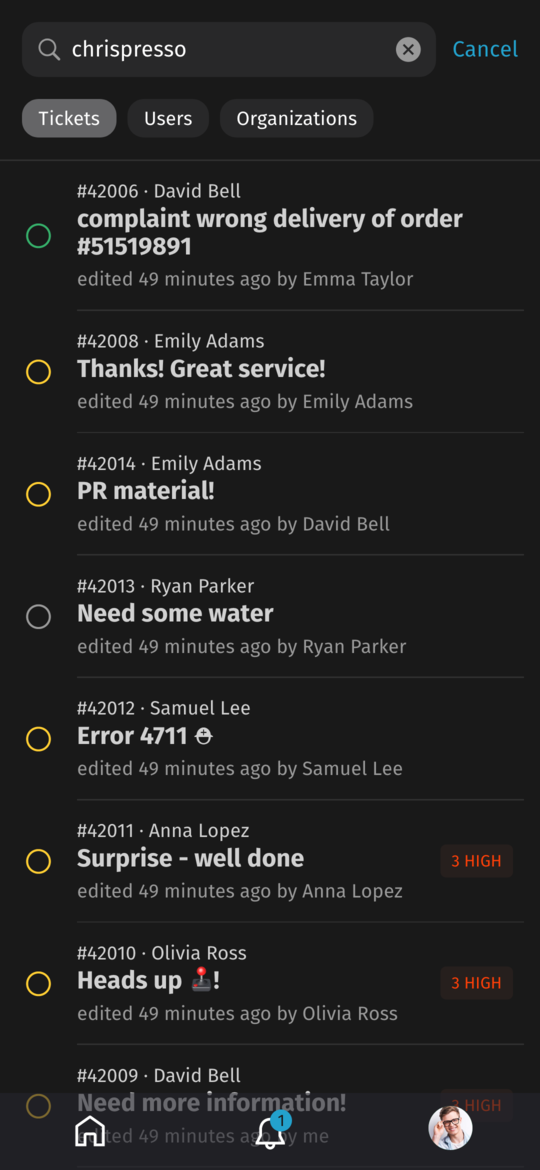 chrispresso
Cancel
Tickets
Users
Organizations
#42006 · David Bell
complaint wrong delivery of order
#51519891
edited 49 minutes ago by Emma Taylor
#42008 · Emily Adams
Thanks! Great service!
edited 49 minutes ago by Emily Adams
#42014 · Emily Adams
PR material!
edited 49 minutes ago by David Bell
#42013 · Ryan Parker
Need some water
edited 49 minutes ago by Ryan Parker
#42012 · Samuel Lee
Error 4711 ⛑
edited 49 minutes ago by Samuel Lee
#42011 · Anna Lopez
Surprise - well done
3 HIGH
edited 49 minutes ago by Anna Lopez
#42010 · Olivia Ross
Heads up 🕹️!
3 HIGH
edited 49 minutes ago by Olivia Ross
#42009 · David Bell
Need more information!
3 HIGH
edited 49 minutes ago by me
1